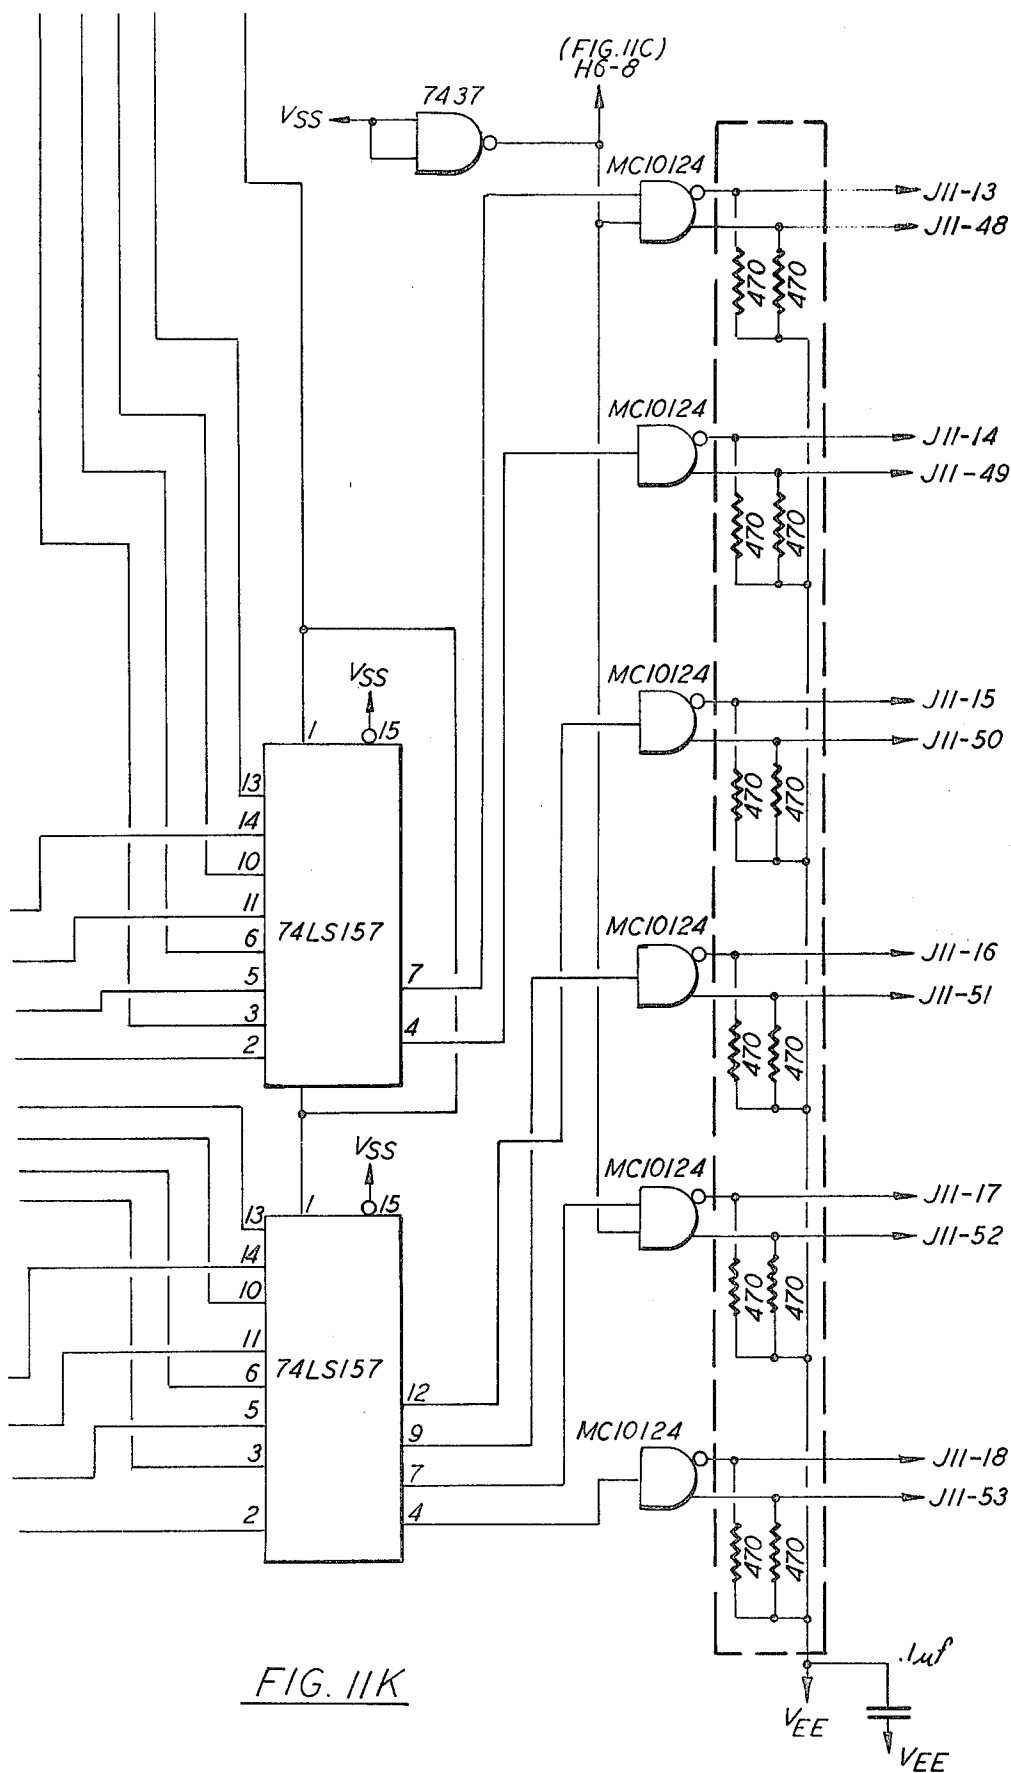 (FIG. 11C)
H6-8
7437
VSS
MC10124
J11-13
J11-48
470
470
MC10124
J11-14
J11-49
470
470
MC10124
J11-15
J11-50
470
470
VSS
1
15
13
14
10
11
6
5
3
2
74LS157
7
4
MC10124
J11-16
J11-51
470
470
VSS
1
15
13
14
10
11
6
5
3
2
74LS157
12
9
7
4
MC10124
J11-17
J11-52
470
470
MC10124
J11-18
J11-53
470
470
.1uf
VEE
VEE
FIG. 11K